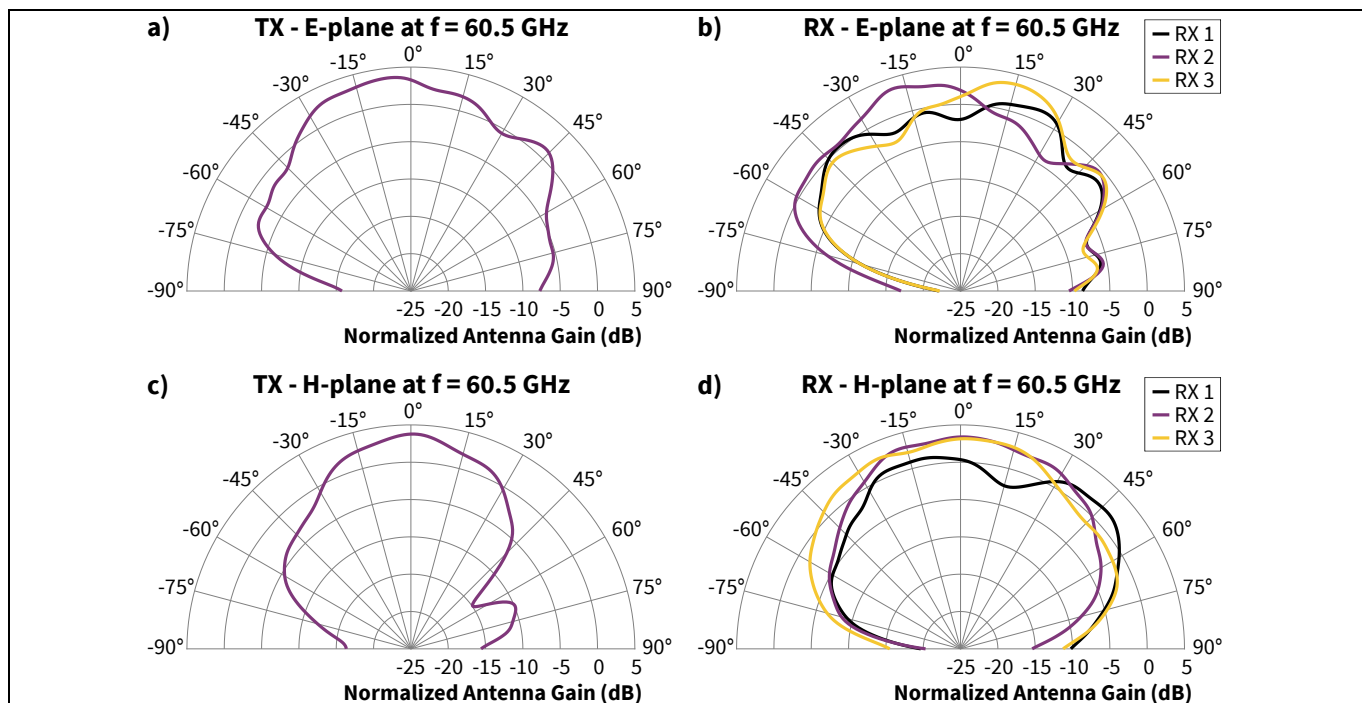 a) TX - E-plane at f = 60.5 GHz
0°
-15° 15°
-30° 30°
-45° 45°
-60° 60°
-75° 75°
-90° 90°
-25 -20 -15 -10 -5 0 5
Normalized Antenna Gain (dB)
b) RX - E-plane at f = 60.5 GHz
RX 1
RX 2
RX 3
0°
-15° 15°
-30° 30°
-45° 45°
-60° 60°
-75° 75°
-90° 90°
-25 -20 -15 -10 -5 0 5
Normalized Antenna Gain (dB)
c) TX - H-plane at f = 60.5 GHz
0°
-15° 15°
-30° 30°
-45° 45°
-60° 60°
-75° 75°
-90° 90°
-25 -20 -15 -10 -5 0 5
Normalized Antenna Gain (dB)
d) RX - H-plane at f = 60.5 GHz
RX 1
RX 2
RX 3
0°
-15° 15°
-30° 30°
-45° 45°
-60° 60°
-75° 75°
-90° 90°
-25 -20 -15 -10 -5 0 5
Normalized Antenna Gain (dB)